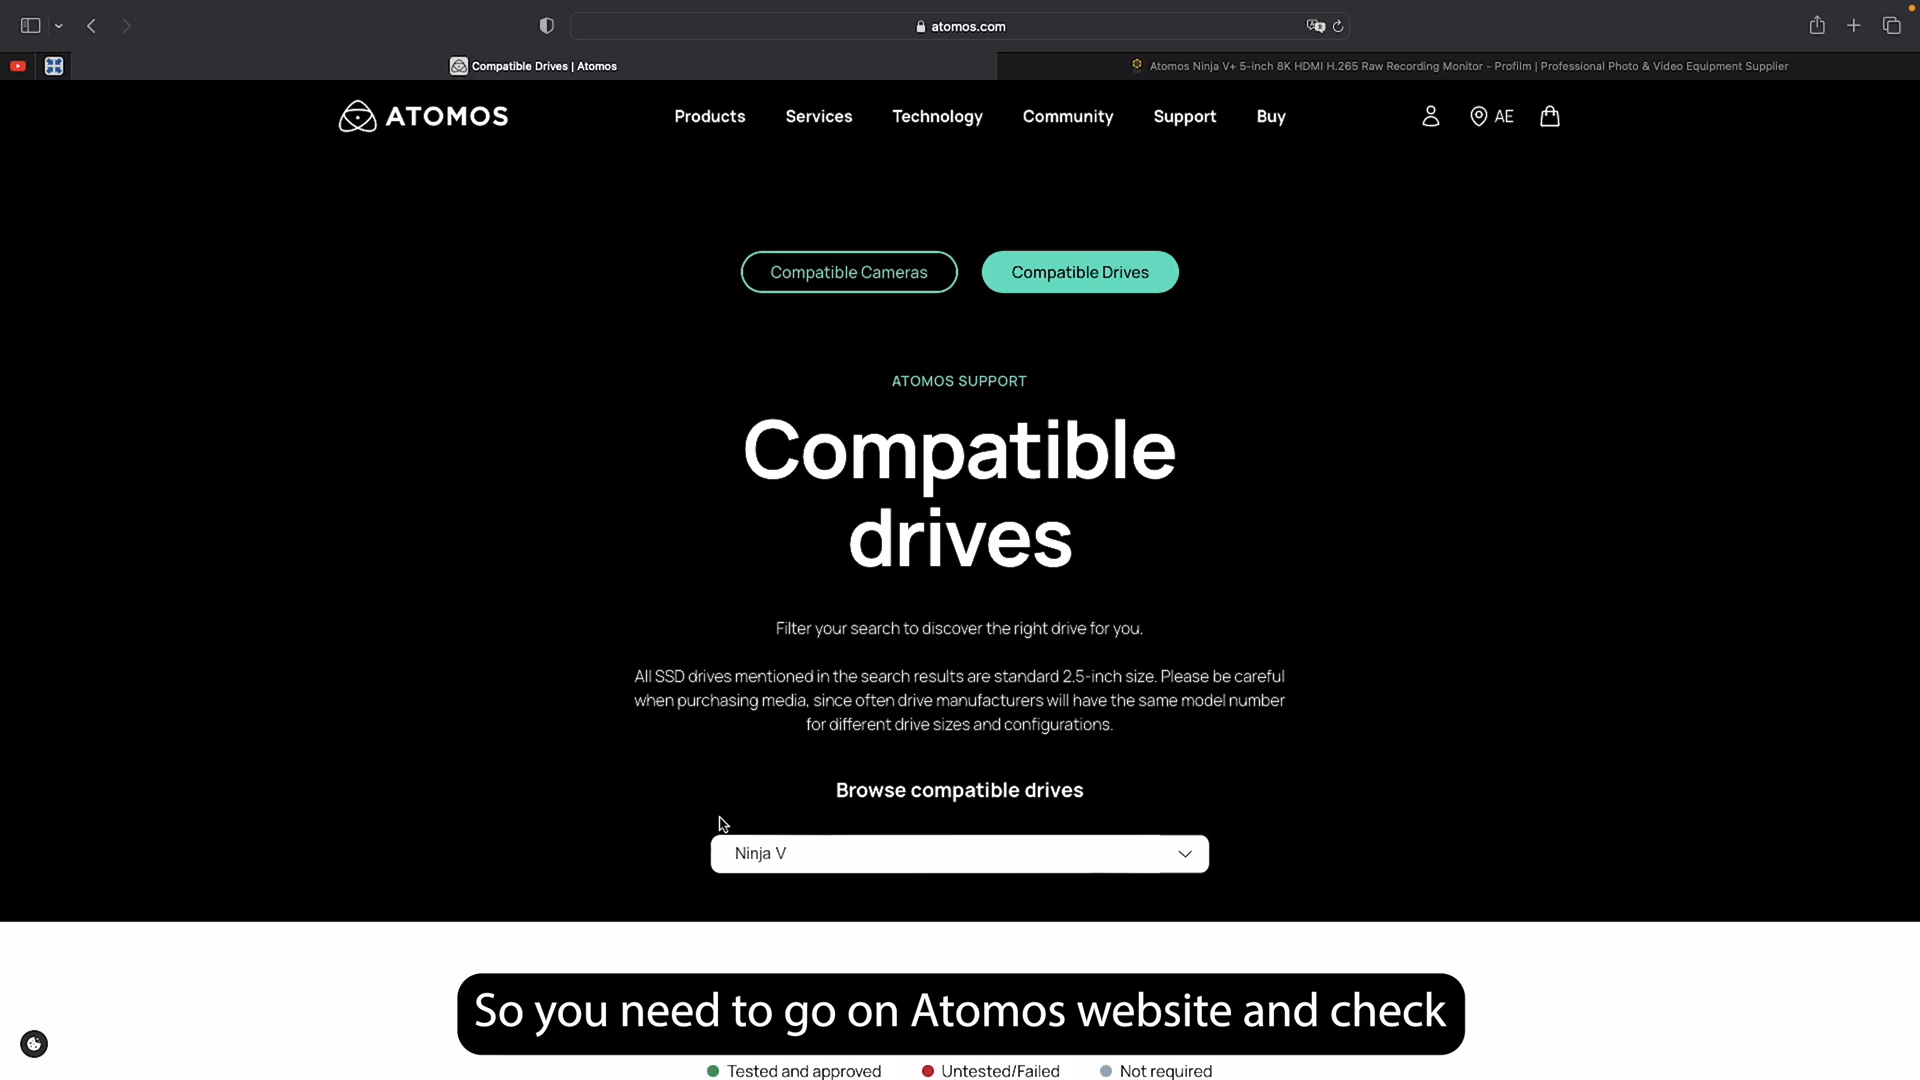 atomos.com
Compatible Drives | Atomos
Atomos Ninja V+ 5-inch 8K HDMI H.265 Raw Recording Monitor - Profilm | Professional Photo & Video Equipment Supplier
ATOMOS
Products
Services
Technology
Community
Support
Buy
AE
Compatible Cameras
Compatible Drives
ATOMOS SUPPORT
Compatible
drives
Filter your search to discover the right drive for you.
All SSD drives mentioned in the search results are standard 2.5-inch size. Please be careful
when purchasing media, since often drive manufacturers will have the same model number
for different drive sizes and configurations.
Browse compatible drives
Ninja V
So you need to go on Atomos website and check
Tested and approved
Untested/Failed
Not required